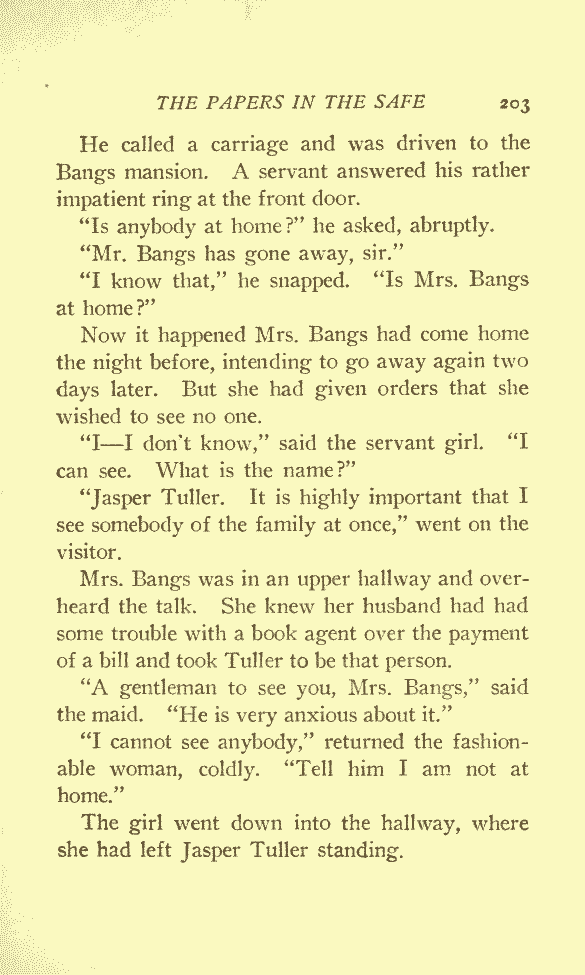 THE PAPERS IN THE SAFE 203
He called a carriage and was driven to the
Bangs mansion. A servant answered his rather
impatient ring at the front door.
“Is anybody at home?” he asked, abruptly.
“Mr. Bangs has gone away, sir.”
“I know that,” he snapped. “Is Mrs. Bangs
at home?”
Now it happened Mrs. Bangs had come home
the night before, intending to go away again two
days later. But she had given orders that she
wished to see no one.
“I—I don't know,” said the servant girl. “I
can see. What is the name?”
“Jasper Tuller. It is highly important that I
see somebody of the family at once,” went on the
visitor.
Mrs. Bangs was in an upper hallway and over-
heard the talk. She knew her husband had had
some trouble with a book agent over the payment
of a bill and took Tuller to be that person.
“A gentleman to see you, Mrs. Bangs,” said
the maid. “He is very anxious about it.”
“I cannot see anybody,” returned the fashion-
able woman, coldly. “Tell him I am not at
home.”
The girl went down into the hallway, where
she had left Jasper Tuller standing.